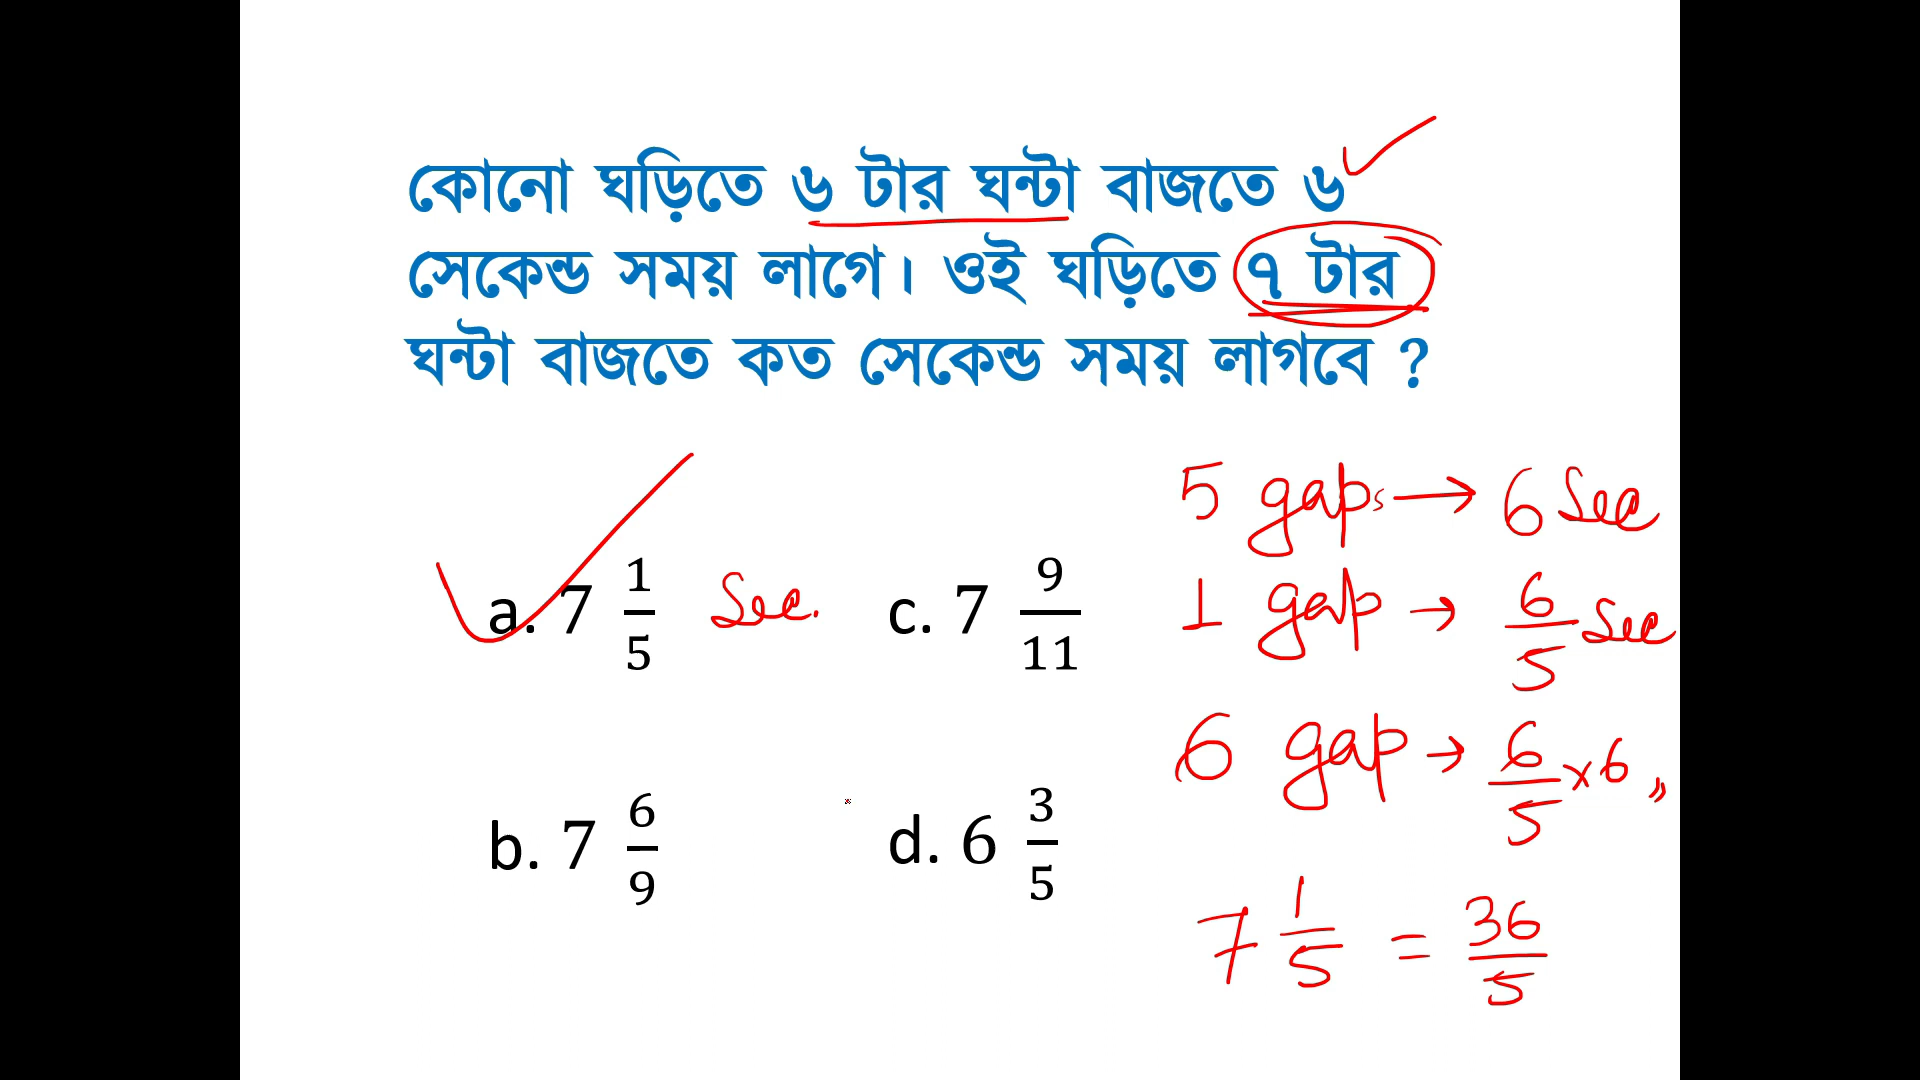 কোনো ঘড়িতে ৬ টার ঘন্টা বাজতে ৬
সেকেন্ড সময় লাগে। ওই ঘড়িতে ৭ টার
ঘন্টা বাজতে কত সেকেন্ড সময় লাগবে ?
a. 7 1/5 Sec.
c. 7 9/11
b. 7 6/9
d. 6 3/5
5 gaps → 6 Sec
1 gap → 6/5 Sec
6 gap → 6/5 × 6 "
7 1/5 = 36/5